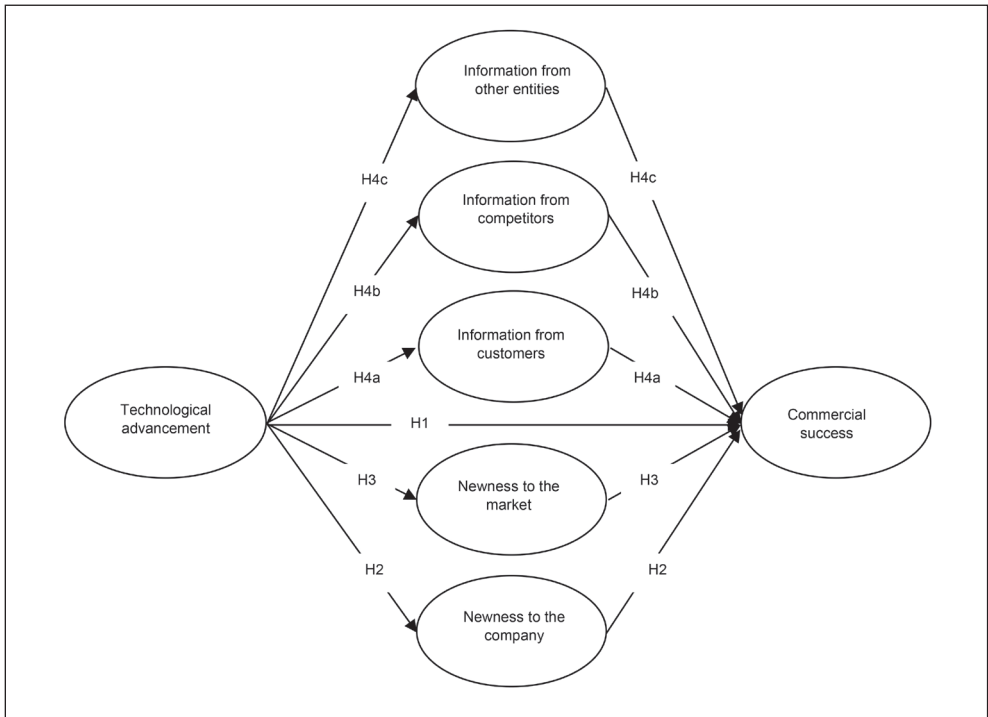 Information from
other entities
H4c
H4c
Information from
competitors
H4b
H4b
Information from
customers
H4a
H4a
Technological
advancement
H1
Commercial
success
H3
H3
Newness to the
market
H2
H2
Newness to the
company